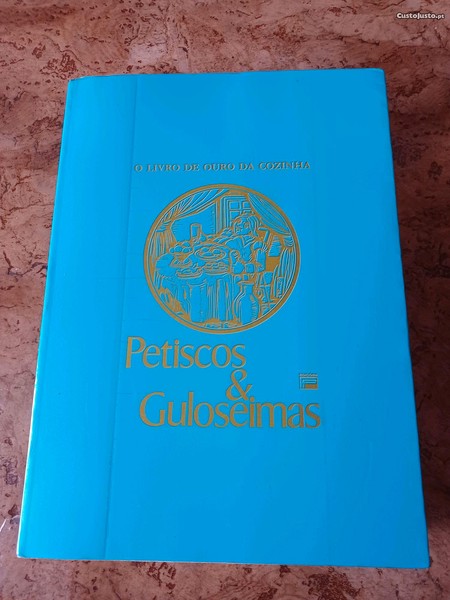 CustoJusto.pt
O LIVRO DE OURO DA COZINHA
Petiscos
&
Guloseimas